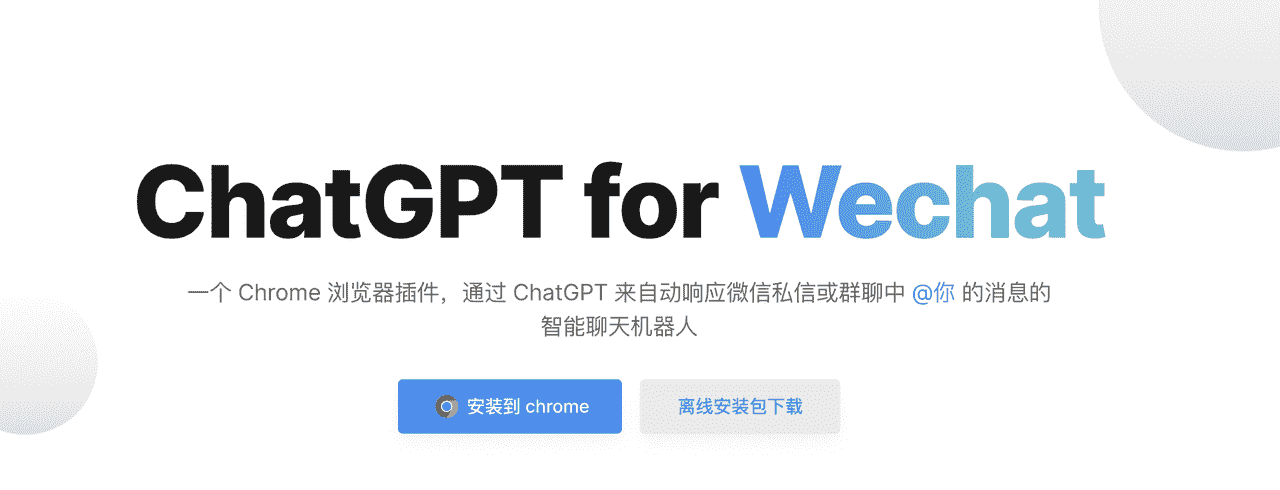 ChatGPT for Wechat
一个 Chrome 浏览器插件，通过 ChatGPT 来自动响应微信私信或群聊中 @你 的消息的
智能聊天机器人
安装到 chrome
离线安装包下载